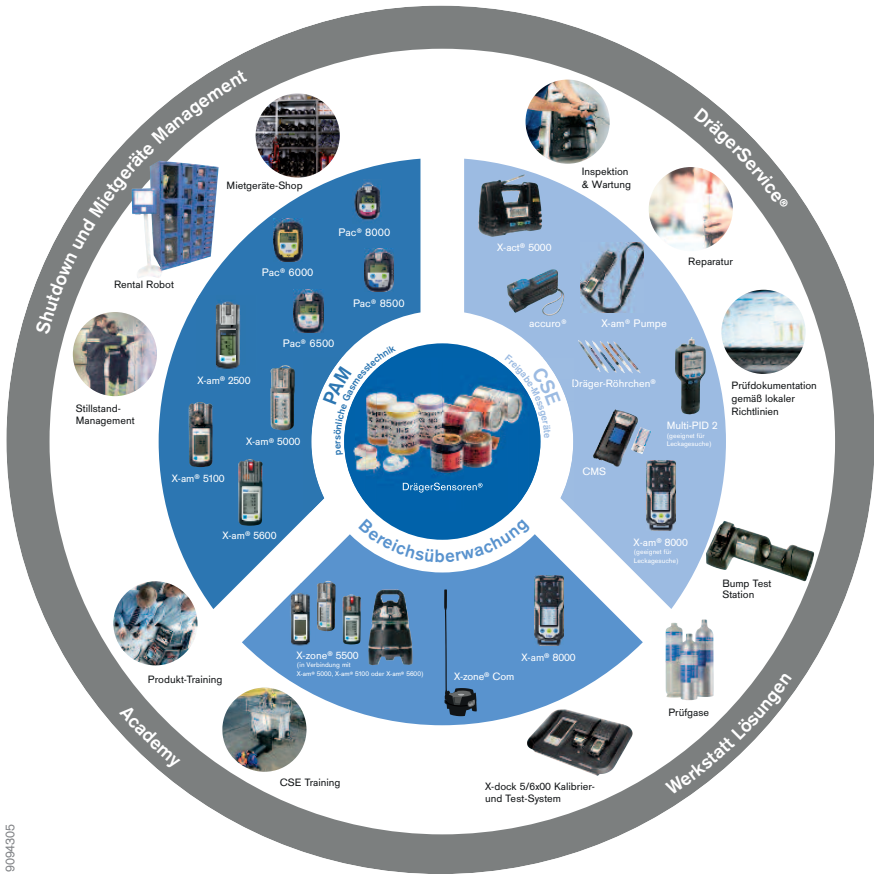 Shutdown und Mietgeräte Management
DrägerService®
Werkstatt Lösungen
Academy
Mietgeräte-Shop
Rental Robot
Stillstand-
Management
Produkt-Training
CSE Training
Inspektion
& Wartung
Reparatur
Prüfdokumentation
gemäß lokaler
Richtlinien
Bump Test
Station
Prüfgase
X-dock 5/6x00 Kalibrier-
und Test-System
PAM
persönliche Gasmesstechnik
Pac® 8000
Pac® 6000
Pac® 8500
Pac® 6500
X-am® 2500
X-am® 5000
X-am® 5100
X-am® 5600
CSE
Freigabe-Messgeräte
X-act® 5000
accuro®
X-am® Pumpe
Dräger-Röhrchen®
Multi-PID 2
(geeignet für
Leckagesuche)
CMS
X-am® 8000
(geeignet für
Leckagesuche)
DrägerSensoren®
Bereichsüberwachung
X-zone® 5500
(in Verbindung mit
X-am® 5000, X-am® 5100 oder X-am® 5600)
X-zone® Com
X-am® 8000
9094305